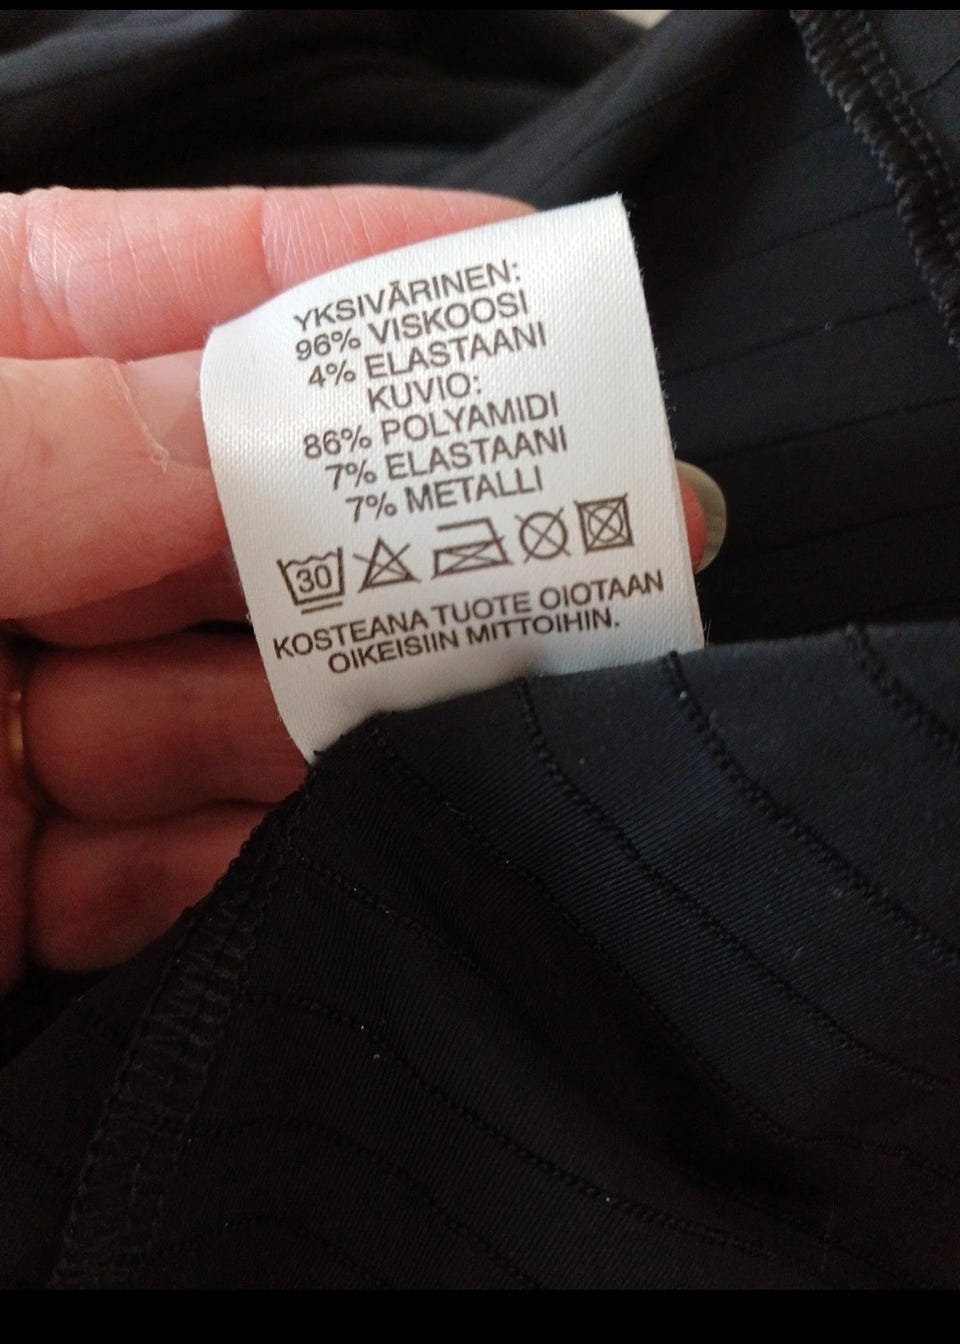 YKSIVÄRINEN:
96% VISKOOSI
4% ELASTAANI
KUVIO:
86% POLYAMIDI
7% ELASTAANI
7% METALLI
30
KOSTEANA TUOTE OIOTAAN
OIKEISIIN MITTOIHIN.